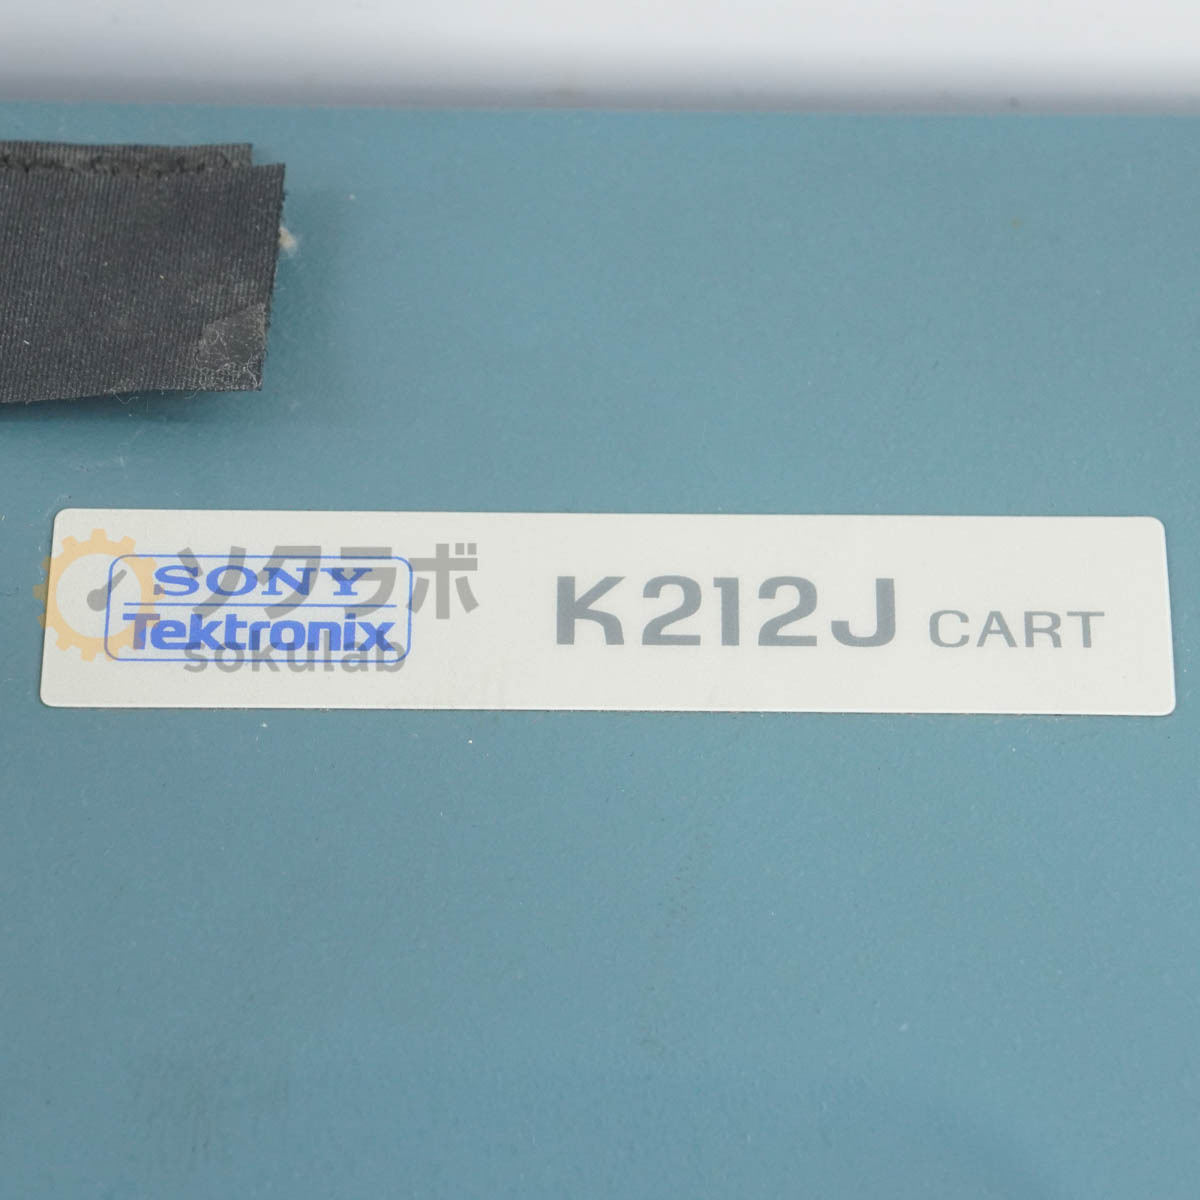 SONY
Tektronix
K212J CART
ソクラボ
sokulab